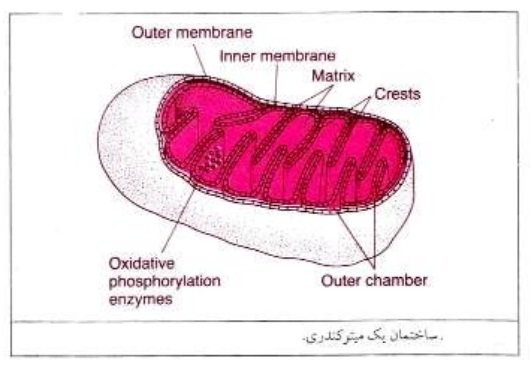 Outer membrane
Inner membrane
Matrix
Crests
Oxidative
phosphorylation
enzymes
Outer chamber
ساختمان یک میتوکندری.